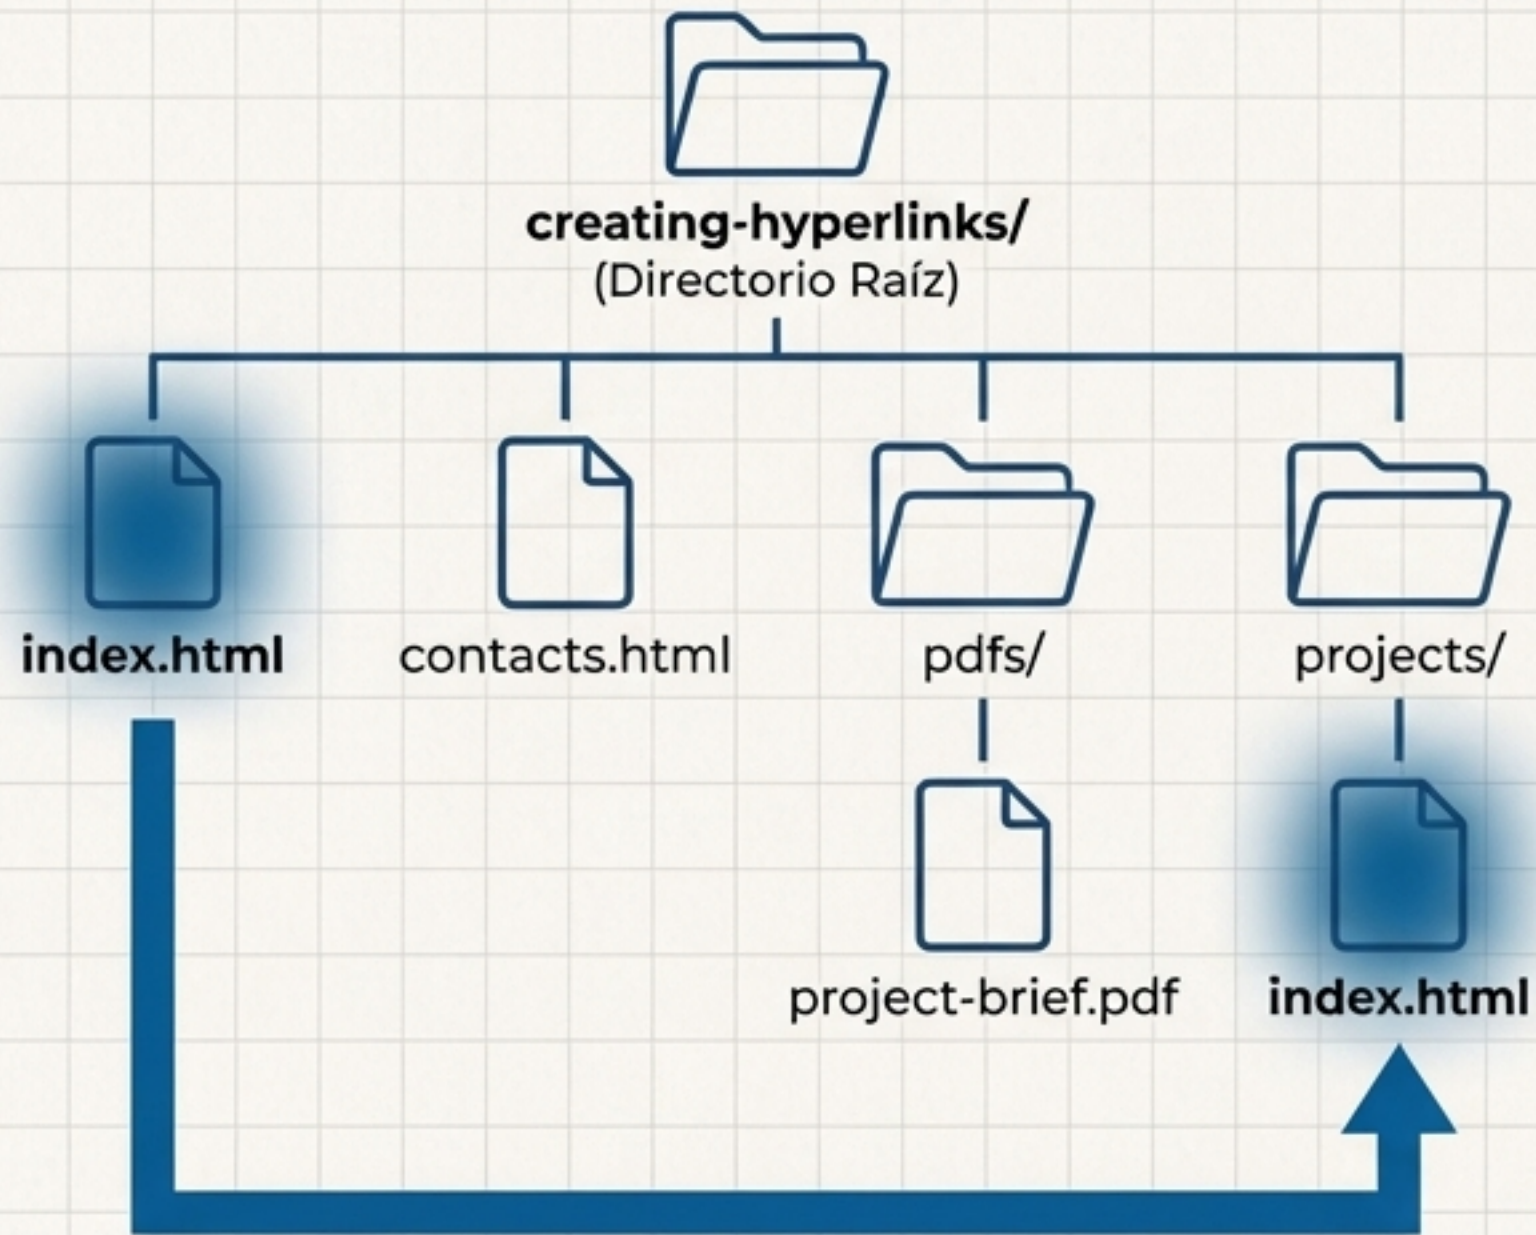 creating-hyperlinks/
(Directorio Raíz)
index.html
contacts.html
pdfs/
projects/
project-brief.pdf
index.html